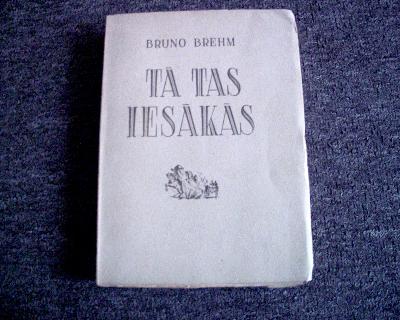 BRUNO BREHM
TĀ TAS
IESĀKĀS